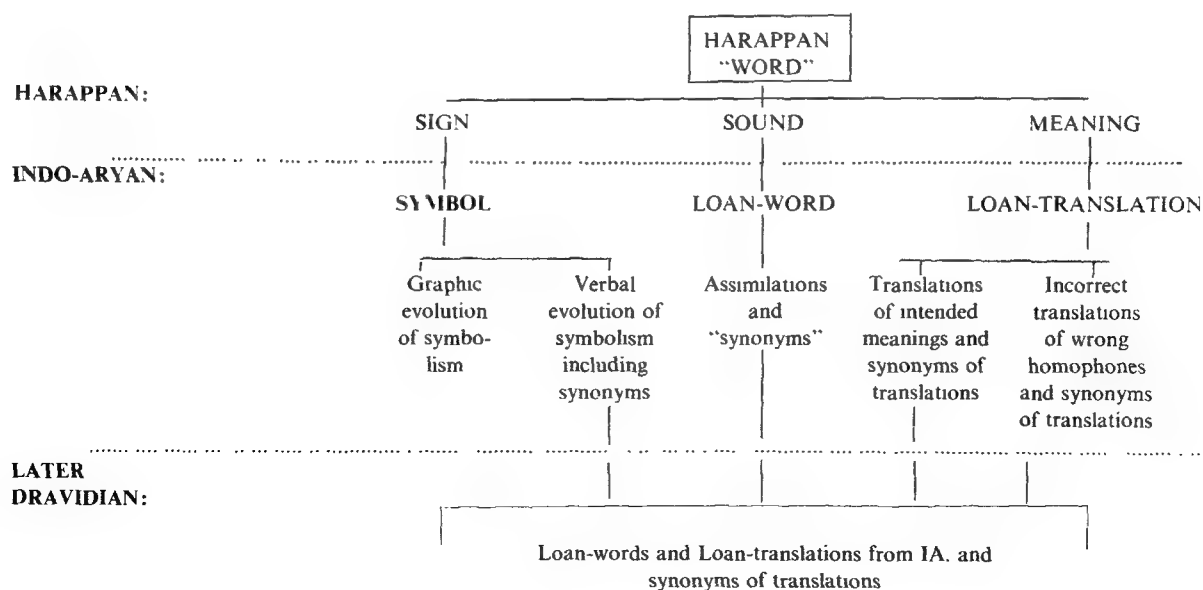 HARAPPAN
"WORD"
HARAPPAN:
SIGN SOUND MEANING
INDO-ARYAN:
SYMBOL LOAN-WORD LOAN-TRANSLATION
Graphic
evolution
of symbo-
lism
Verbal
evolution of
symbolism
including
synonyms
Assimilations
and
"synonyms"
Translations
of intended
meanings and
synonyms of
translations
Incorrect
translations
of wrong
homophones
and synonyms
of translations
LATER
DRAVIDIAN:
Loan-words and Loan-translations from IA. and
synonyms of translations